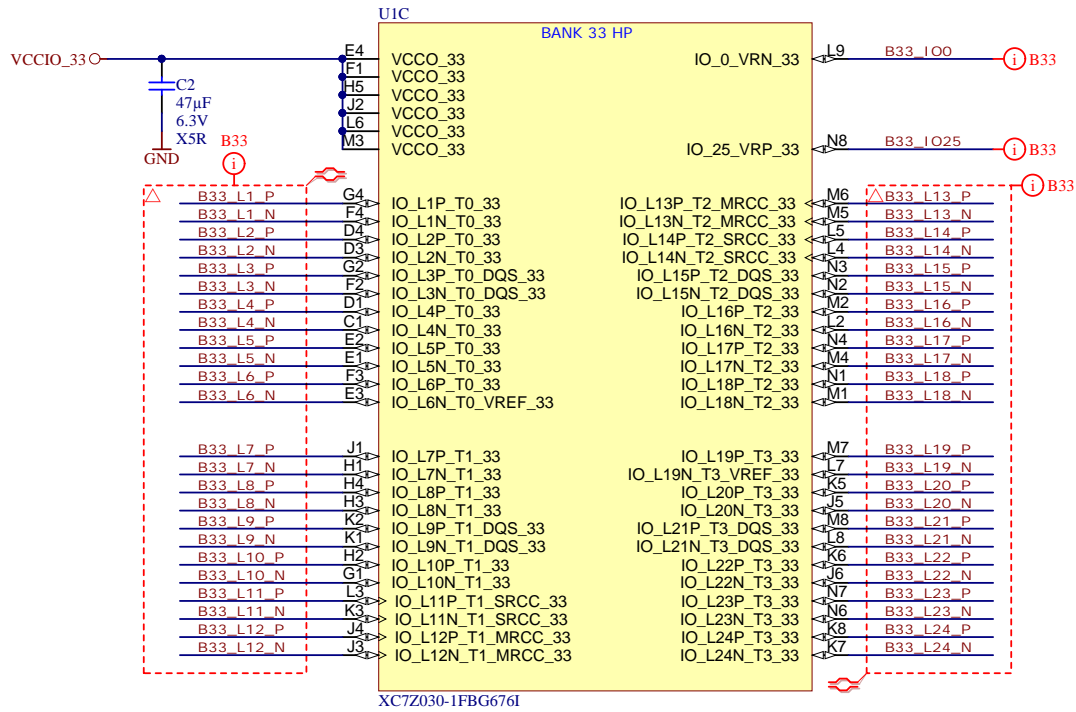 U1C
BANK 33 HP
VCCIO_33
E4 VCCO_33
F1 VCCO_33
H5 VCCO_33
J2 VCCO_33
L6 VCCO_33
M3 VCCO_33
C2
47µF
6.3V
X5R
GND
B33
IO_0_VRN_33 L9 B33_IO0 i B33
IO_25_VRP_33 N8 B33_IO25 i B33
i
i B33
B33_L1_P G4 IO_L1P_T0_33
B33_L1_N F4 IO_L1N_T0_33
B33_L2_P D4 IO_L2P_T0_33
B33_L2_N D3 IO_L2N_T0_33
B33_L3_P G2 IO_L3P_T0_DQS_33
B33_L3_N F2 IO_L3N_T0_DQS_33
B33_L4_P D1 IO_L4P_T0_33
B33_L4_N C1 IO_L4N_T0_33
B33_L5_P E2 IO_L5P_T0_33
B33_L5_N E1 IO_L5N_T0_33
B33_L6_P F3 IO_L6P_T0_33
B33_L6_N E3 IO_L6N_T0_VREF_33
B33_L7_P J1 IO_L7P_T1_33
B33_L7_N H1 IO_L7N_T1_33
B33_L8_P H4 IO_L8P_T1_33
B33_L8_N H3 IO_L8N_T1_33
B33_L9_P K2 IO_L9P_T1_DQS_33
B33_L9_N K1 IO_L9N_T1_DQS_33
B33_L10_P H2 IO_L10P_T1_33
B33_L10_N G1 IO_L10N_T1_33
B33_L11_P L3 IO_L11P_T1_SRCC_33
B33_L11_N K3 IO_L11N_T1_SRCC_33
B33_L12_P J4 IO_L12P_T1_MRCC_33
B33_L12_N J3 IO_L12N_T1_MRCC_33
IO_L13P_T2_MRCC_33 M6 B33_L13_P
IO_L13N_T2_MRCC_33 M5 B33_L13_N
IO_L14P_T2_SRCC_33 L5 B33_L14_P
IO_L14N_T2_SRCC_33 L4 B33_L14_N
IO_L15P_T2_DQS_33 N3 B33_L15_P
IO_L15N_T2_DQS_33 N2 B33_L15_N
IO_L16P_T2_33 M2 B33_L16_P
IO_L16N_T2_33 L2 B33_L16_N
IO_L17P_T2_33 N4 B33_L17_P
IO_L17N_T2_33 M4 B33_L17_N
IO_L18P_T2_33 N1 B33_L18_P
IO_L18N_T2_33 M1 B33_L18_N
IO_L19P_T3_33 M7 B33_L19_P
IO_L19N_T3_VREF_33 L7 B33_L19_N
IO_L20P_T3_33 K5 B33_L20_P
IO_L20N_T3_33 J5 B33_L20_N
IO_L21P_T3_DQS_33 M8 B33_L21_P
IO_L21N_T3_DQS_33 L8 B33_L21_N
IO_L22P_T3_33 K6 B33_L22_P
IO_L22N_T3_33 J6 B33_L22_N
IO_L23P_T3_33 N7 B33_L23_P
IO_L23N_T3_33 N6 B33_L23_N
IO_L24P_T3_33 K8 B33_L24_P
IO_L24N_T3_33 K7 B33_L24_N
XC7Z030-1FBG676I